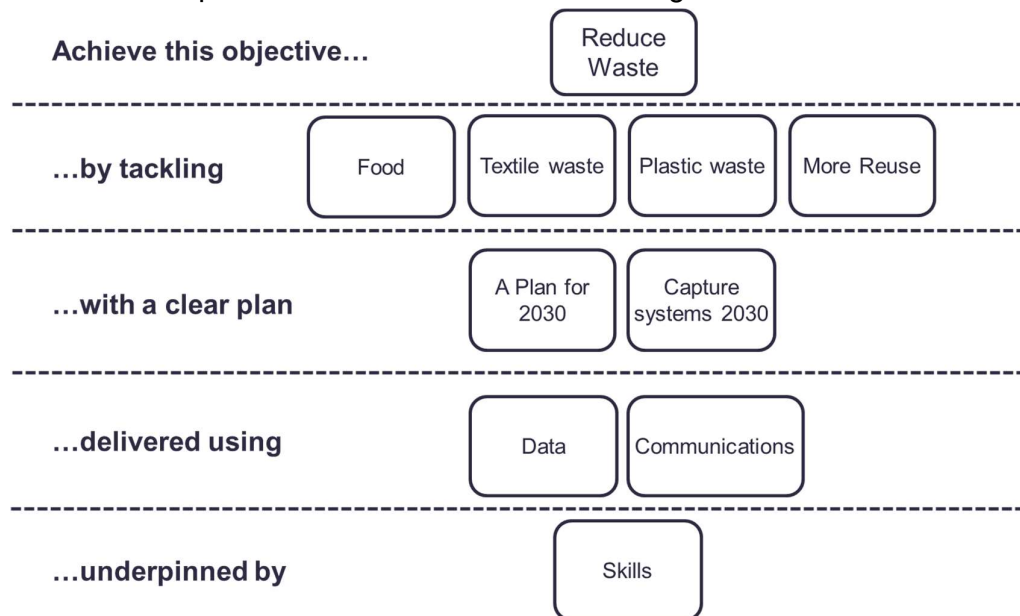 Achieve this objective…
Reduce
Waste
…by tackling
Food
Textile waste
Plastic waste
More Reuse
…with a clear plan
A Plan for
2030
Capture
systems 2030
…delivered using
Data
Communications
…underpinned by
Skills